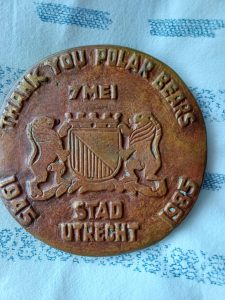 THANK YOU POLAR BEARS
7 MEI
1945
1985
STAD
UTRECHT